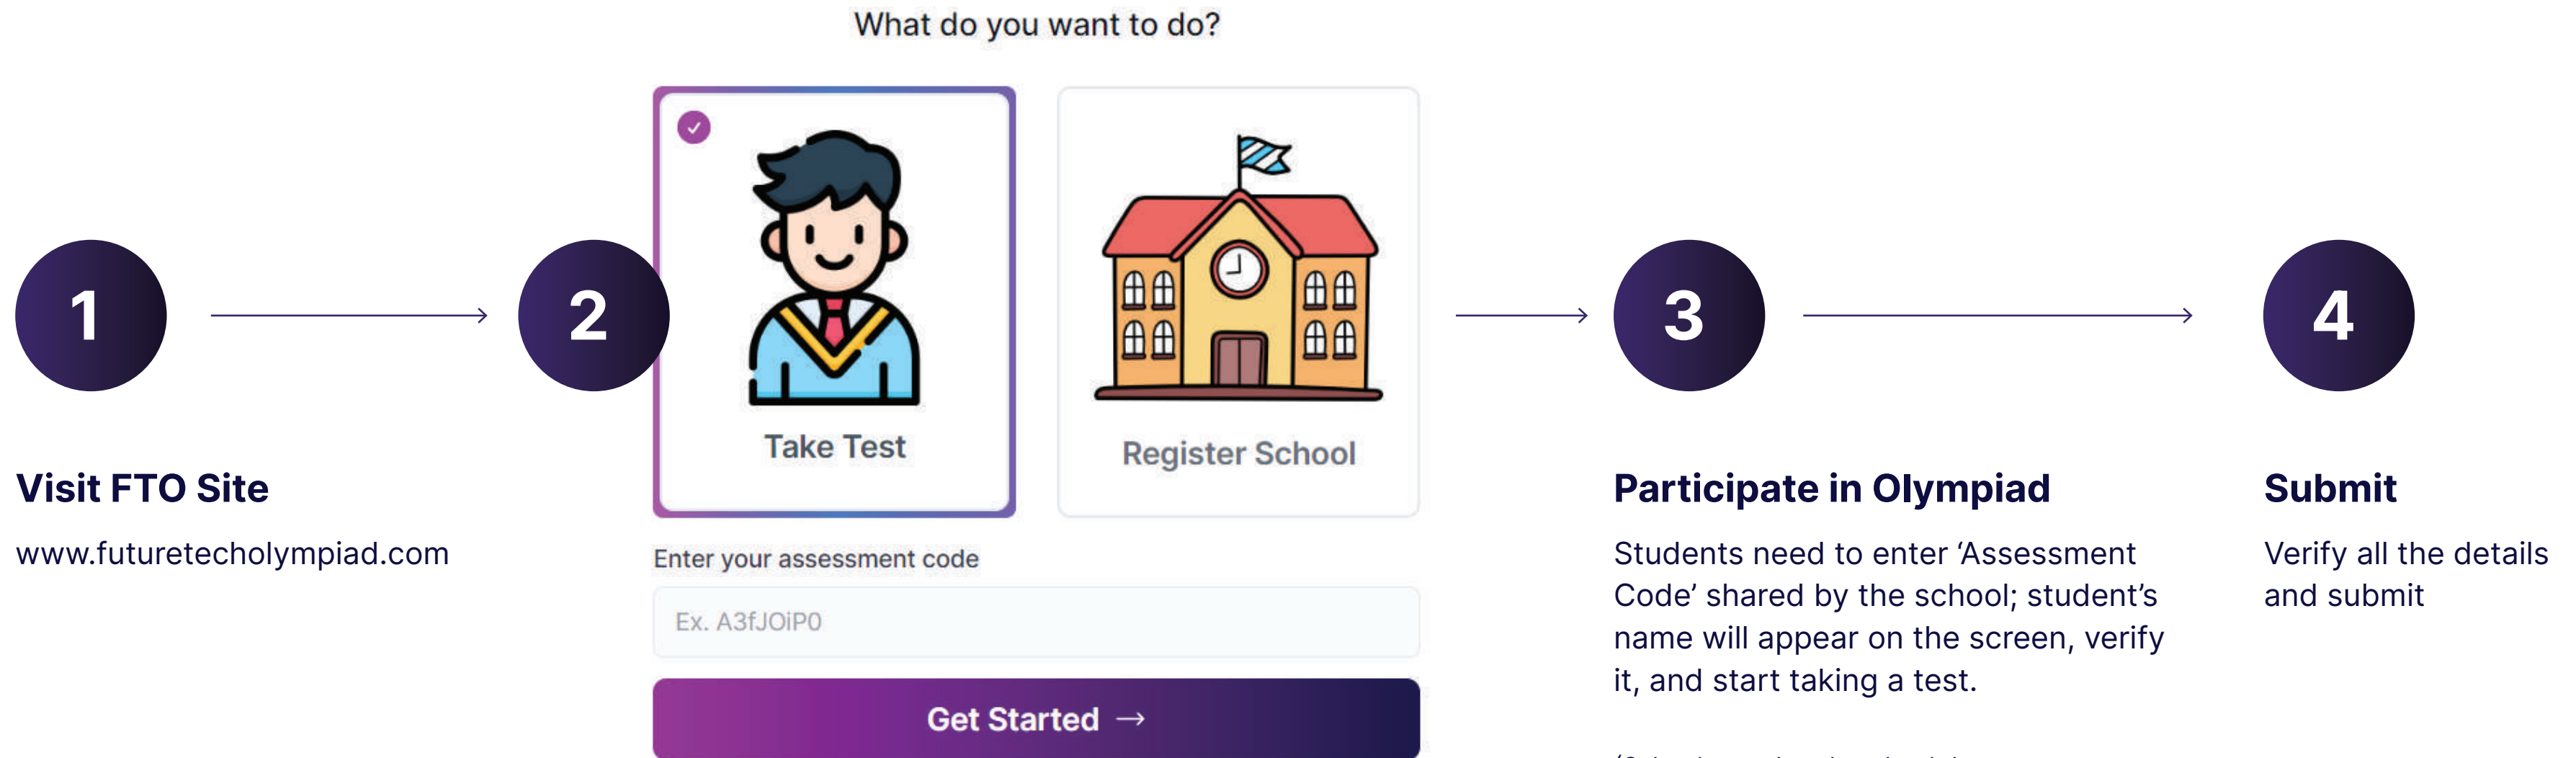 What do you want to do?
1
2
3
4
Take Test
Register School
Visit FTO Site
www.futuretecholympiad.com
Enter your assessment code
Ex. A3fJOiP0
Get Started →
Participate in Olympiad
Students need to enter ‘Assessment
Code’ shared by the school; student’s
name will appear on the screen, verify
it, and start taking a test.
Submit
Verify all the details
and submit